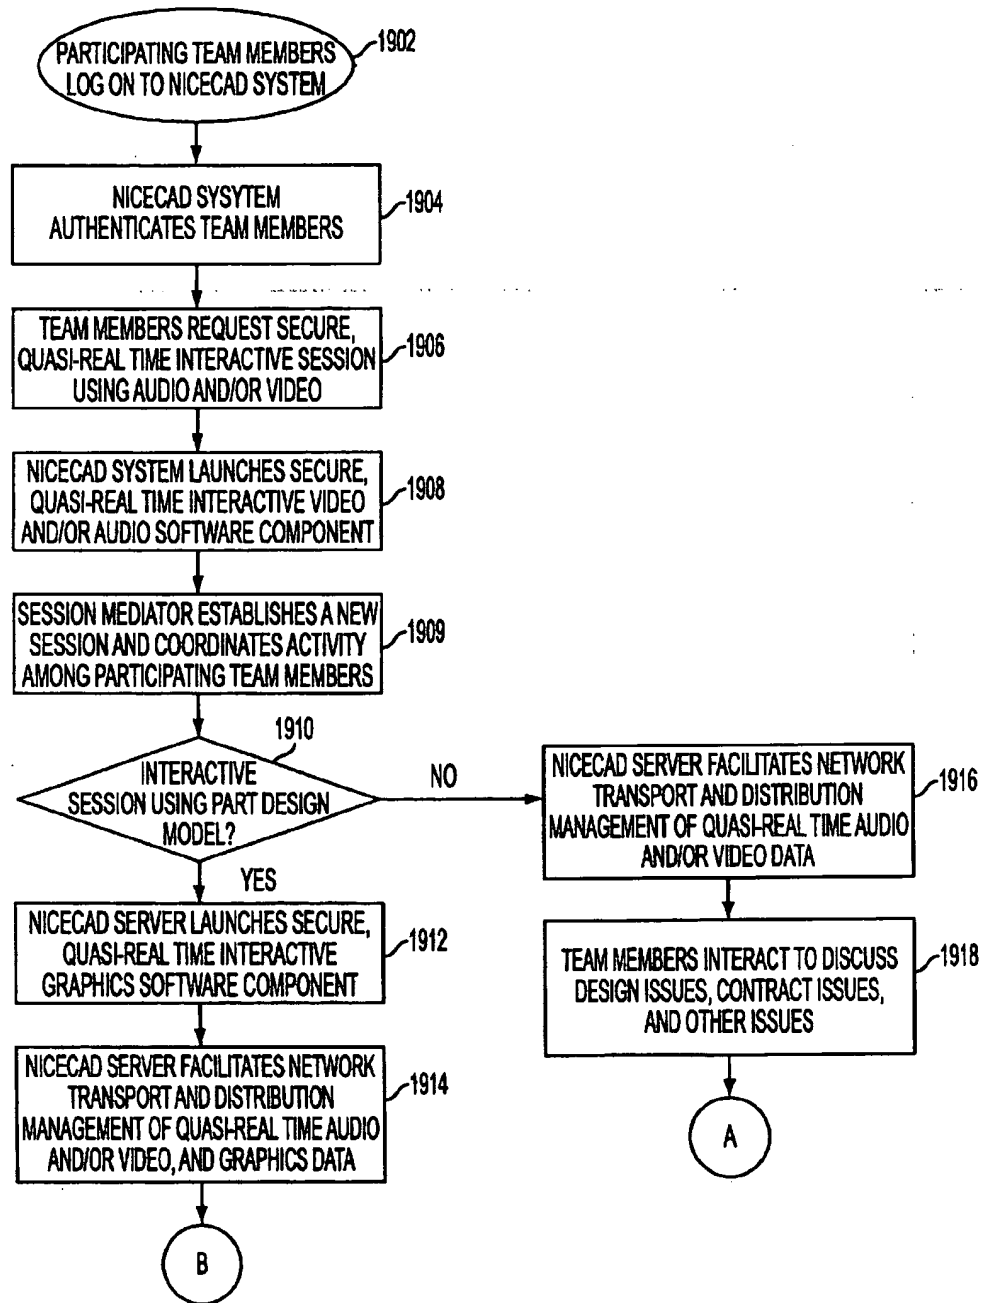 PARTICIPATING TEAM MEMBERS
LOG ON TO NICECAD SYSTEM
1902
NICECAD SYSYTEM
AUTHENTICATES TEAM MEMBERS
1904
TEAM MEMBERS REQUEST SECURE,
QUASI-REAL TIME INTERACTIVE SESSION
USING AUDIO AND/OR VIDEO
1906
NICECAD SYSTEM LAUNCHES SECURE,
QUASI-REAL TIME INTERACTIVE VIDEO
AND/OR AUDIO SOFTWARE COMPONENT
1908
SESSION MEDIATOR ESTABLISHES A NEW
SESSION AND COORDINATES ACTIVITY
AMONG PARTICIPATING TEAM MEMBERS
1909
1910
INTERACTIVE
SESSION USING PART DESIGN
MODEL?
NO
YES
NICECAD SERVER LAUNCHES SECURE,
QUASI-REAL TIME INTERACTIVE
GRAPHICS SOFTWARE COMPONENT
1912
NICECAD SERVER FACILITATES NETWORK
TRANSPORT AND DISTRIBUTION
MANAGEMENT OF QUASI-REAL TIME AUDIO
AND/OR VIDEO, AND GRAPHICS DATA
1914
B
NICECAD SERVER FACILITATES NETWORK
TRANSPORT AND DISTRIBUTION
MANAGEMENT OF QUASI-REAL TIME AUDIO
AND/OR VIDEO DATA
1916
TEAM MEMBERS INTERACT TO DISCUSS
DESIGN ISSUES, CONTRACT ISSUES,
AND OTHER ISSUES
1918
A